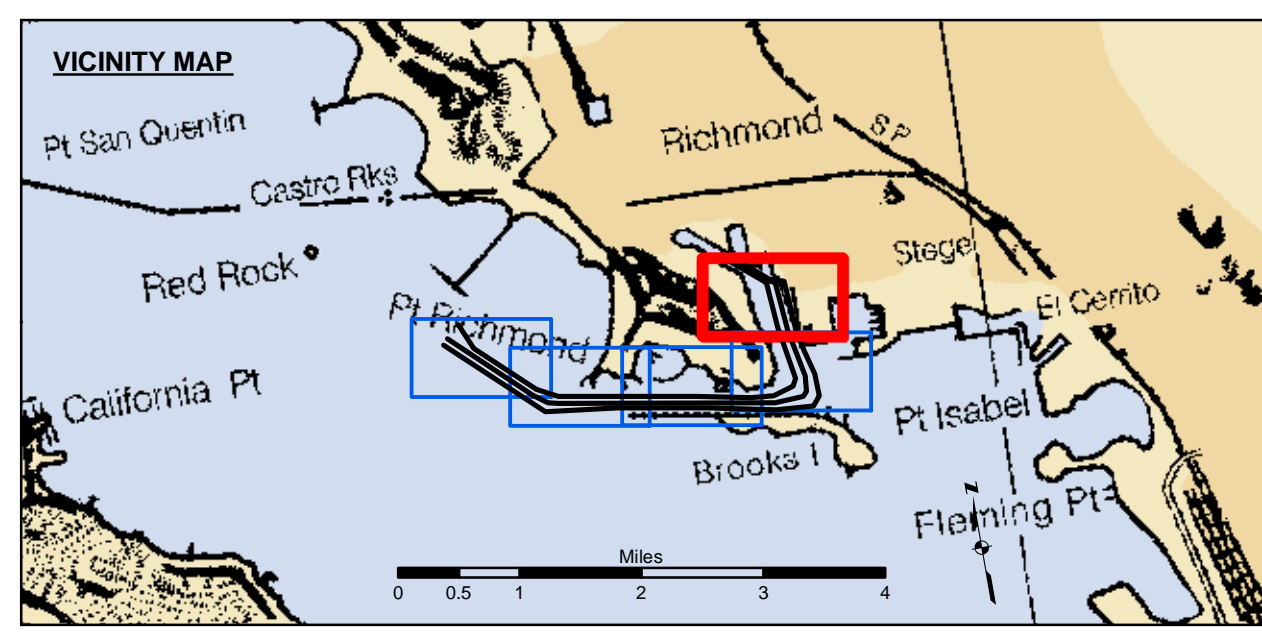 VICINITY MAP
Pt San Quentin
Richmond
S P
Castro Rks
Stege
Red Rock
El Cerrito
Pt Richmond
California Pt
Pt Isabel
Brooks I
Fleming Pt
N
Miles
0 0.5 1 2 3 4